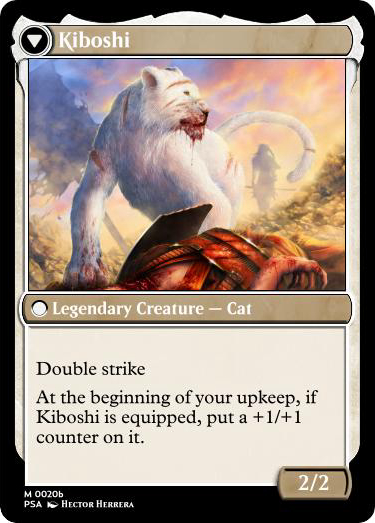 Kiboshi
Legendary Creature — Cat
Double strike
At the beginning of your upkeep, if
Kiboshi is equipped, put a +1/+1
counter on it.
2/2
M 0020b
PSA Hector Herrera